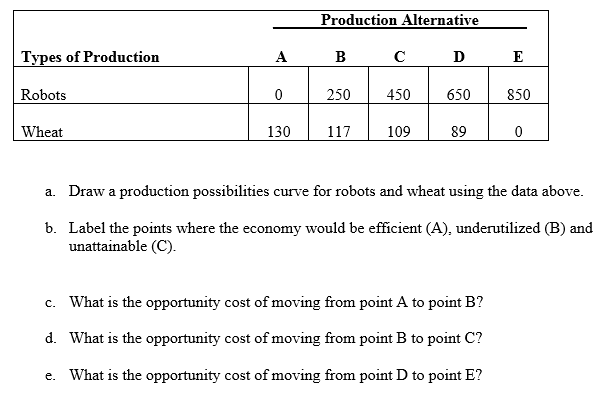 Production Alternative
Types of Production A B C D E
Robots 0 250 450 650 850
Wheat 130 117 109 89 0
a. Draw a production possibilities curve for robots and wheat using the data above.
b. Label the points where the economy would be efficient (A), underutilized (B) and
unattainable (C).
c. What is the opportunity cost of moving from point A to point B?
d. What is the opportunity cost of moving from point B to point C?
e. What is the opportunity cost of moving from point D to point E?